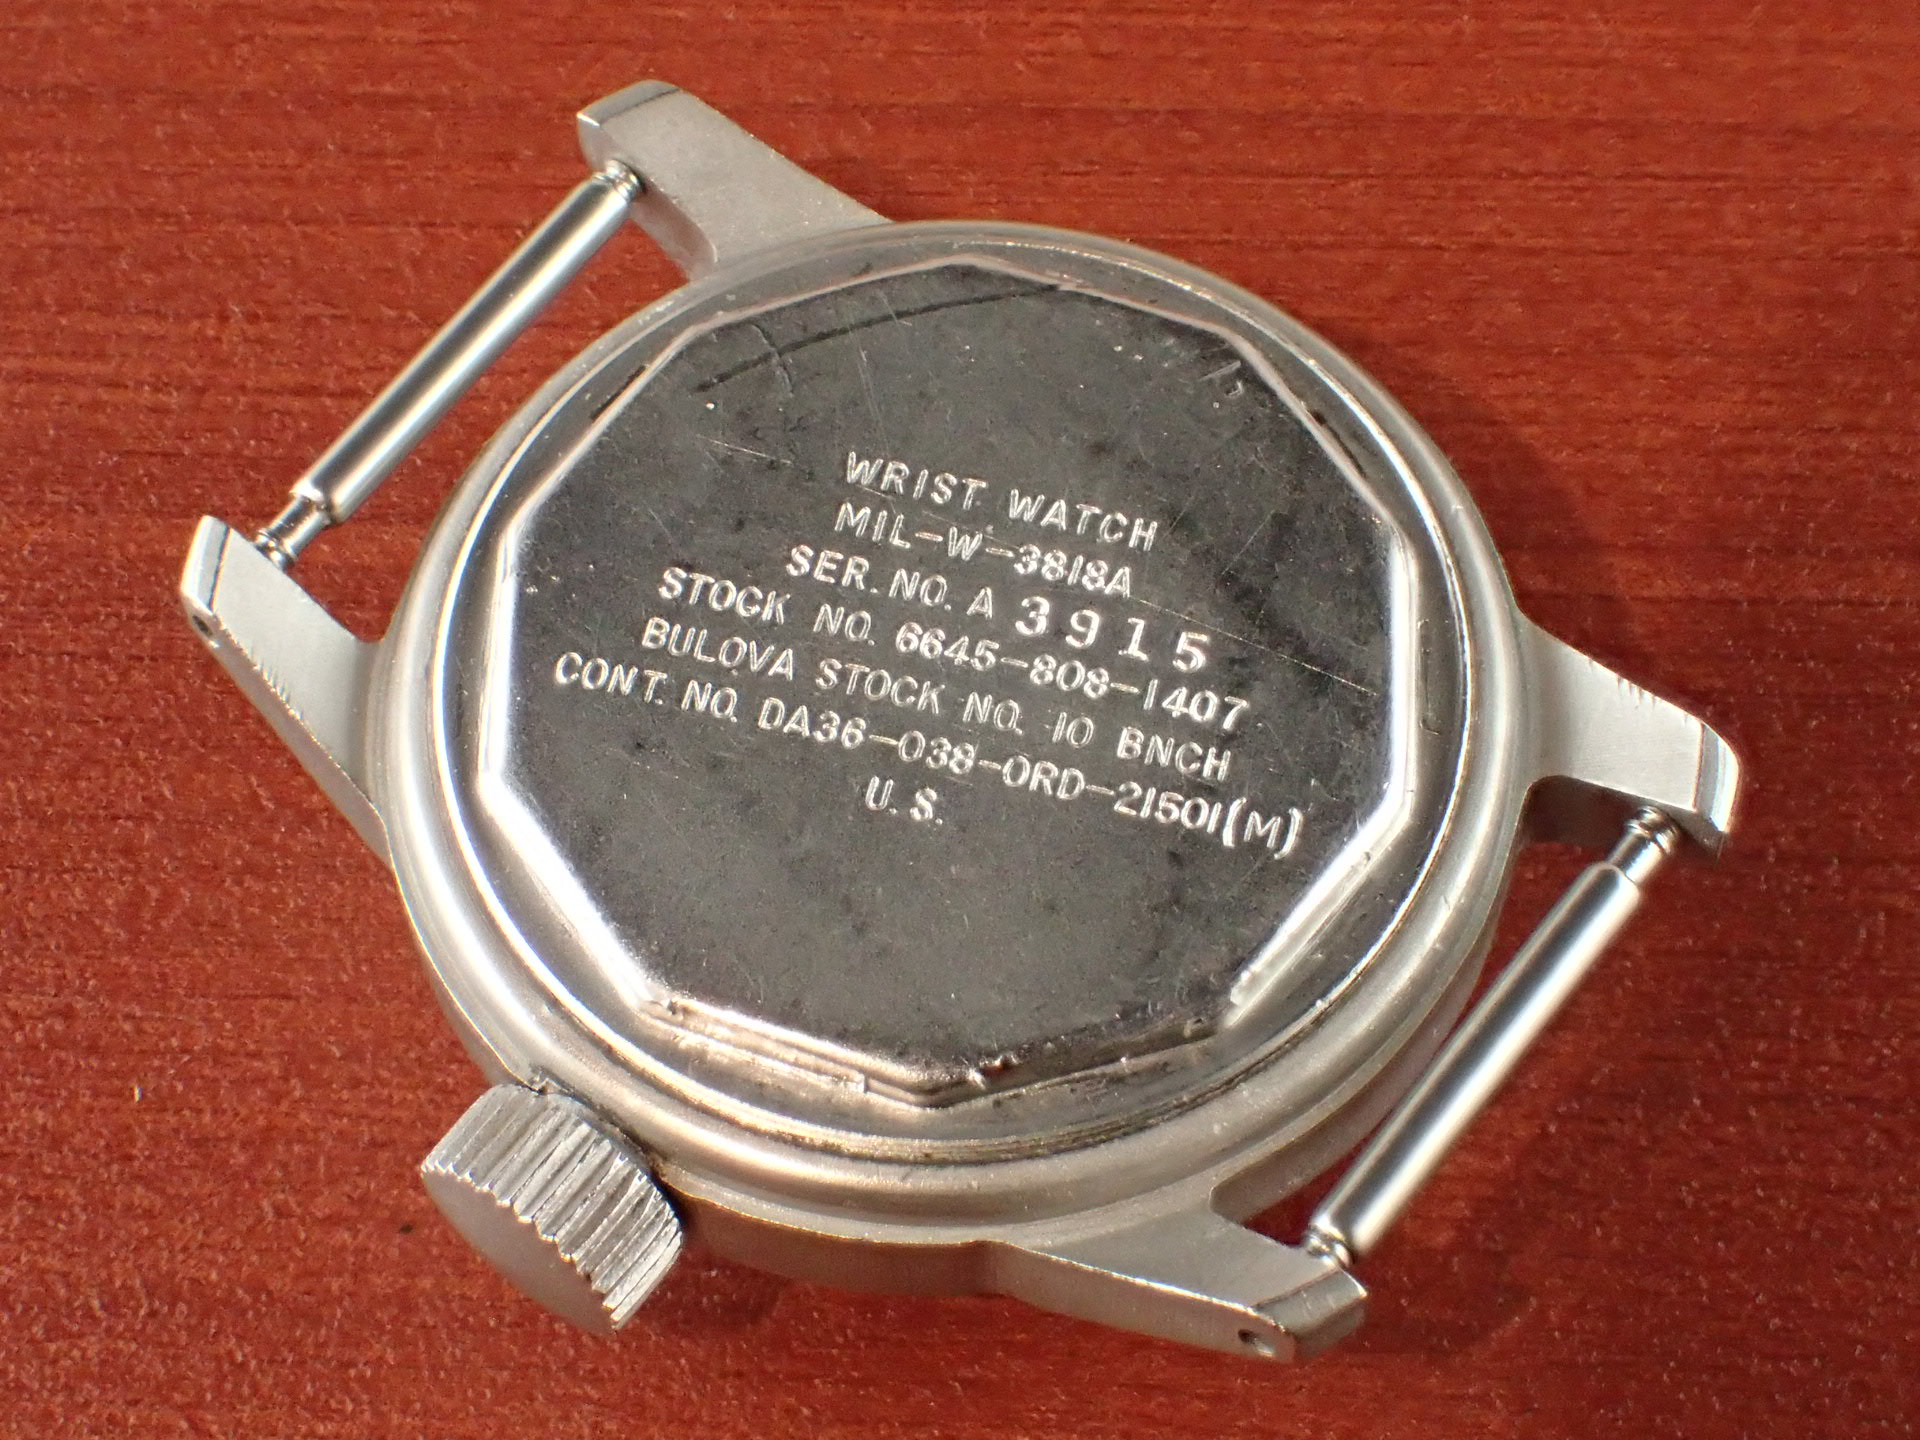 WRIST WATCH
MIL-W-3818A
SER. NO. A 3915
STOCK NO. 6645-808-1407
BULOVA STOCK NO. 10 BNCH
CONT. NO. DA36-038-ORD-21501(M)
U.S.